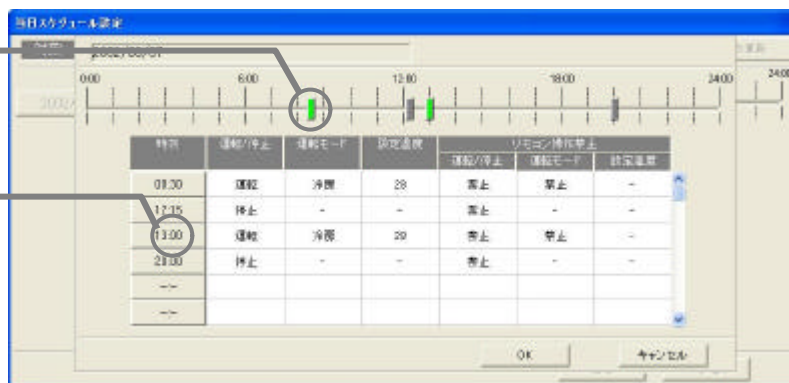 当日スケジュール設定
0:00 6:00 12:00 18:00 24:00 24:00
時刻 運転/停止 運転モード 設定温度 リモコン操作禁止
運転/停止 運転モード 設定温度
08:30 運転 冷房 28 禁止 禁止 -
12:15 停止 - - 禁止 - -
13:00 運転 冷房 28 禁止 禁止 -
20:00 停止 - - 禁止 - -
--:--
--:--
OK キャンセル